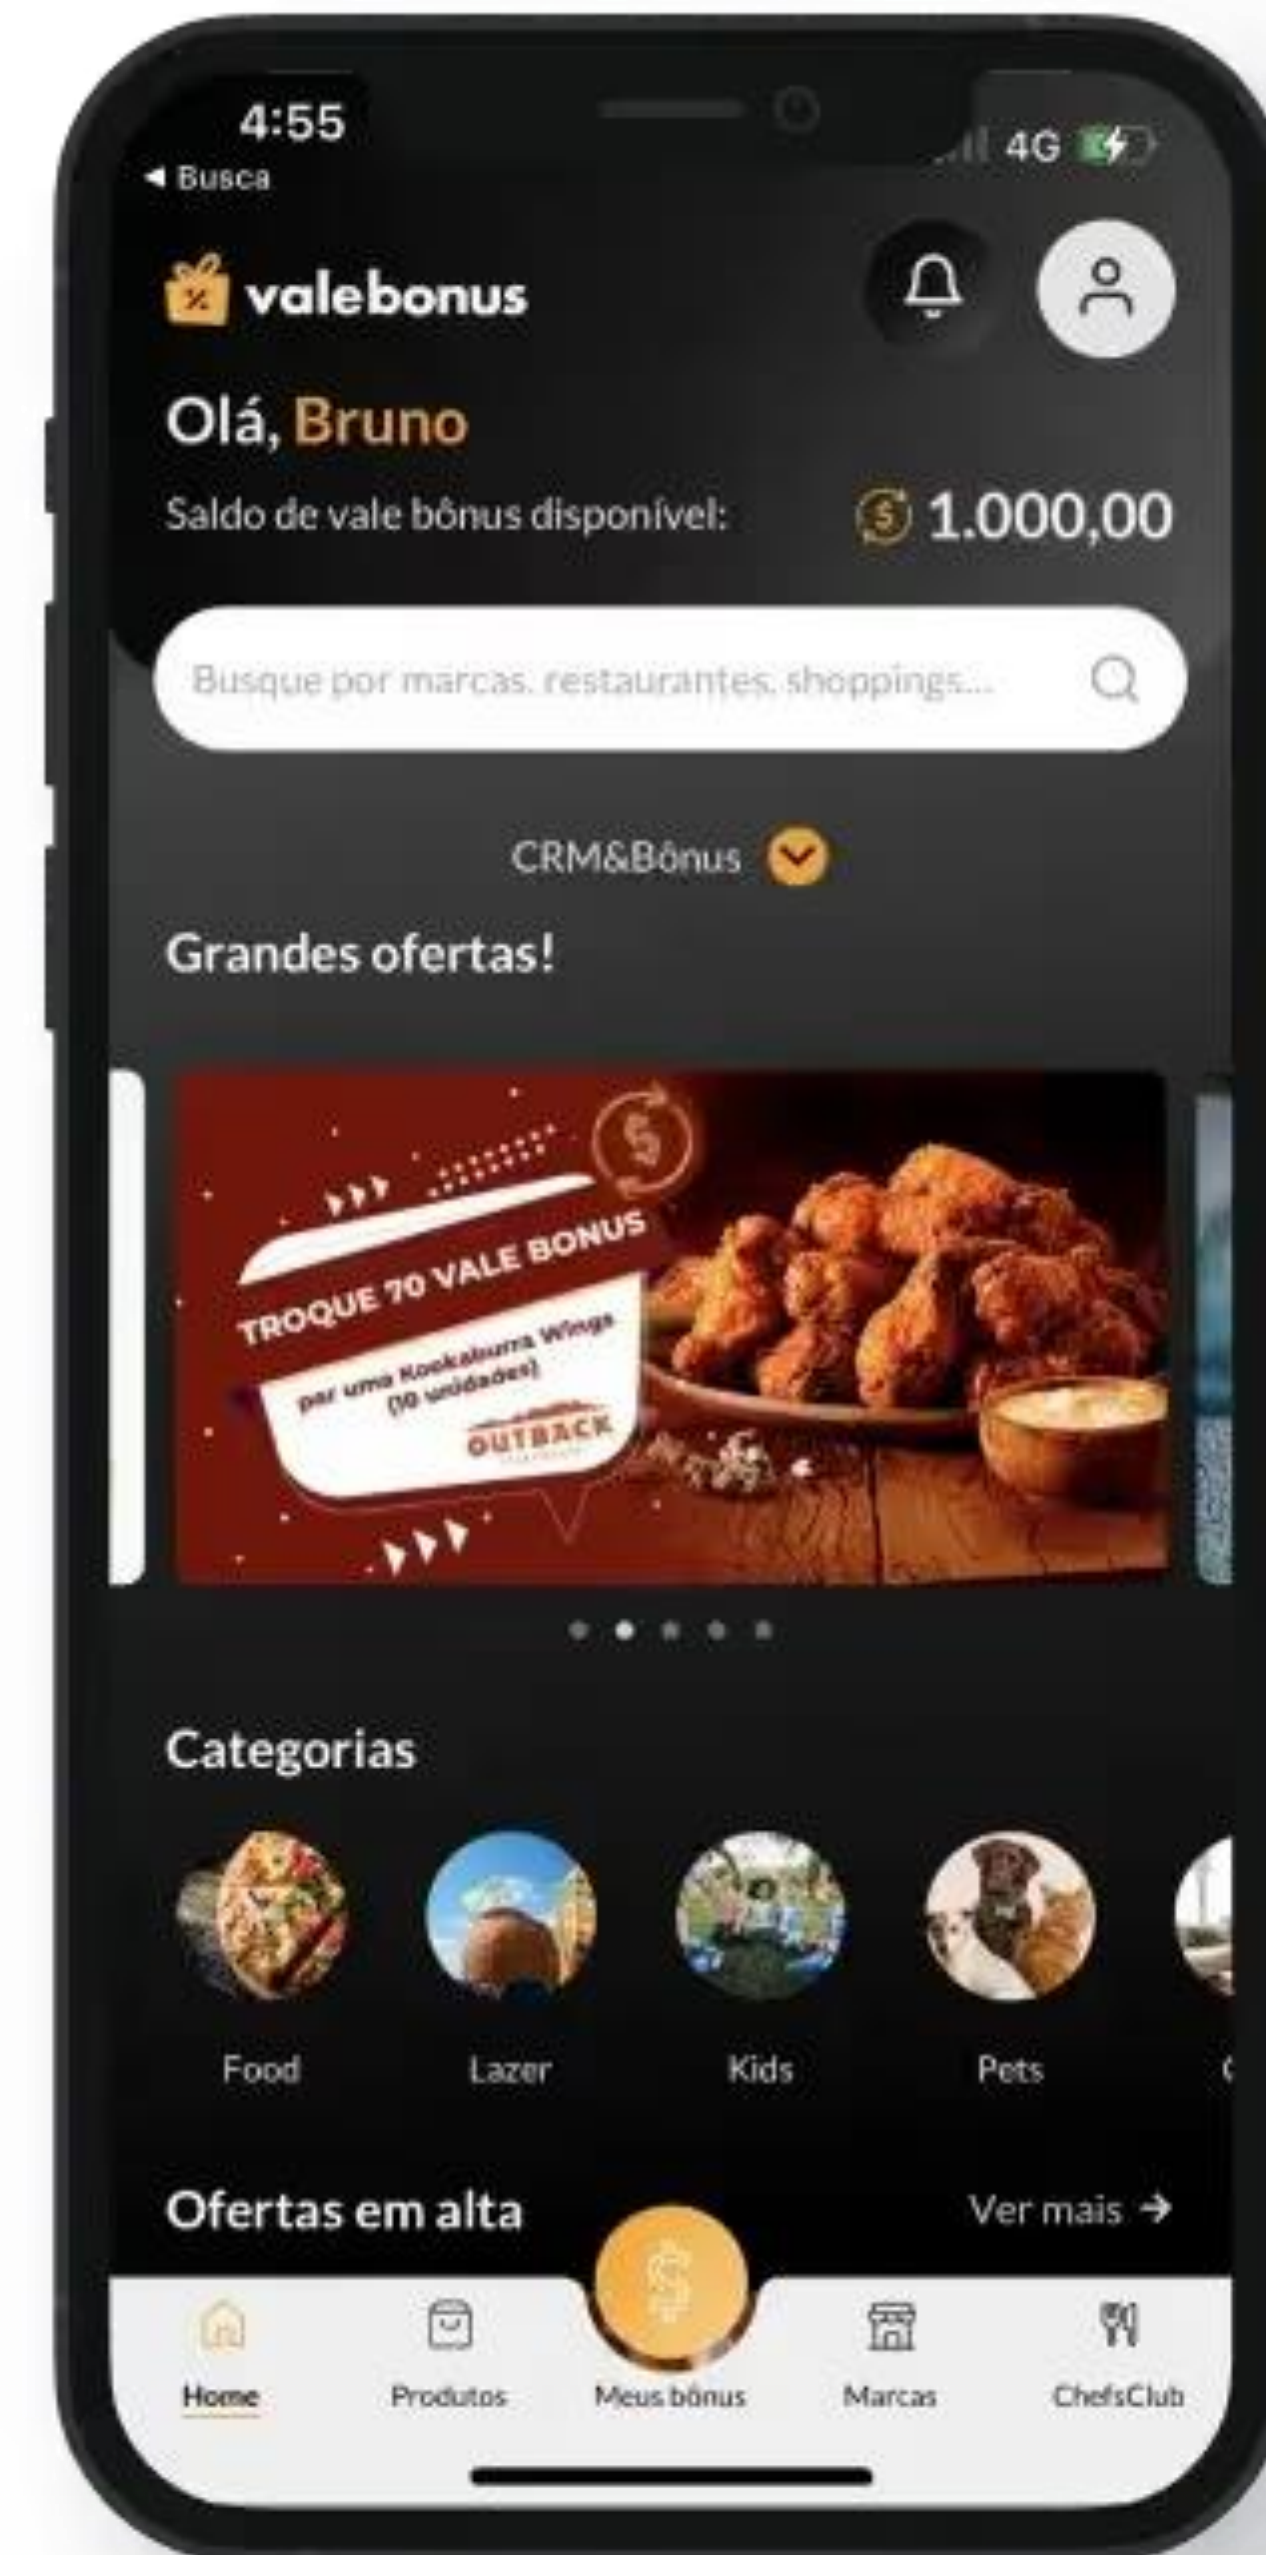 4:55
4G
◀ Busca
valebonus
Olá, Bruno
Saldo de vale bônus disponível: 1.000,00
Busque por marcas, restaurantes, shoppings...
CRM&Bônus
Grandes ofertas!
TROQUE 70 VALE BONUS
por uma Kookaburra Wings
(10 unidades)
OUTBACK
Categorias
Food Lazer Kids Pets
Ofertas em alta Ver mais →
Home Produtos Meus bônus Marcas ChefsClub